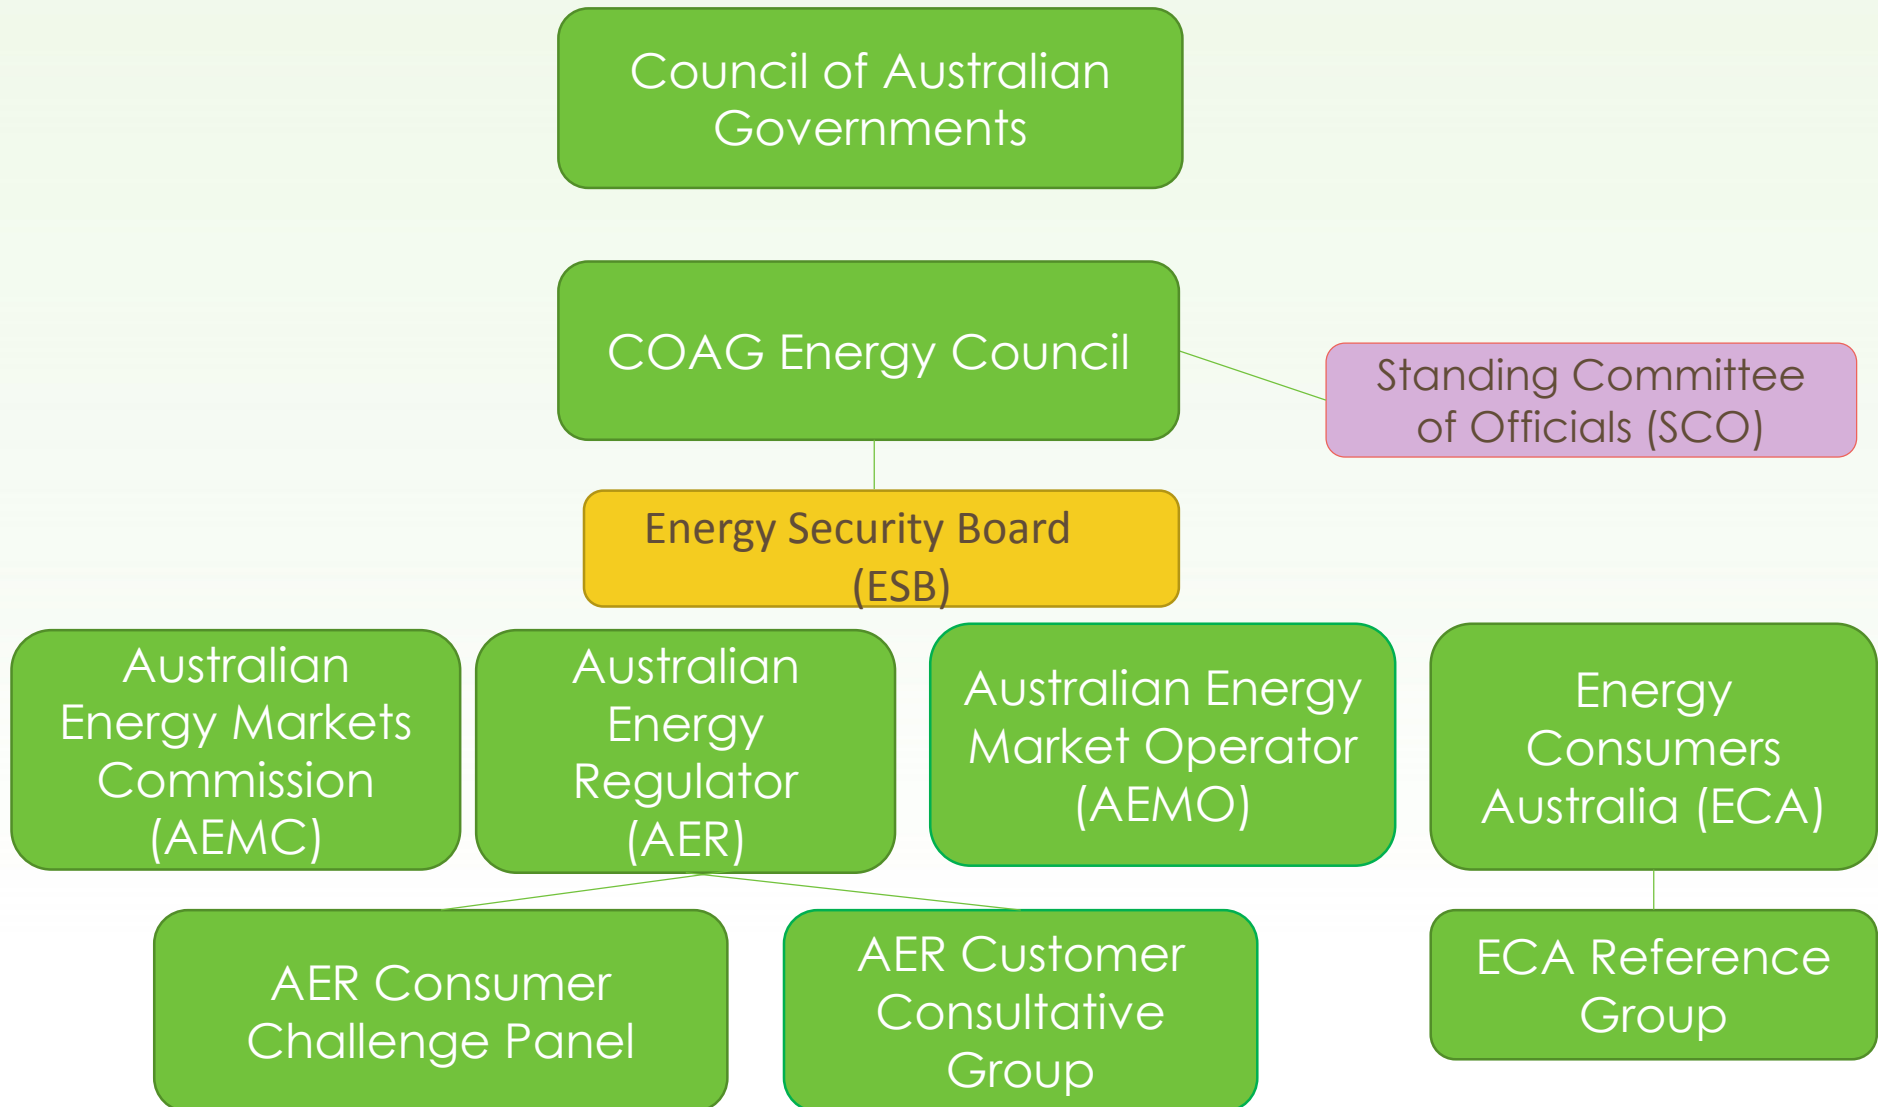 Council of Australian
Governments
COAG Energy Council
Standing Committee
of Officials (SCO)
Energy Security Board
(ESB)
Australian
Energy Markets
Commission
(AEMC)
Australian
Energy
Regulator
(AER)
Australian Energy
Market Operator
(AEMO)
Energy
Consumers
Australia (ECA)
AER Consumer
Challenge Panel
AER Customer
Consultative
Group
ECA Reference
Group